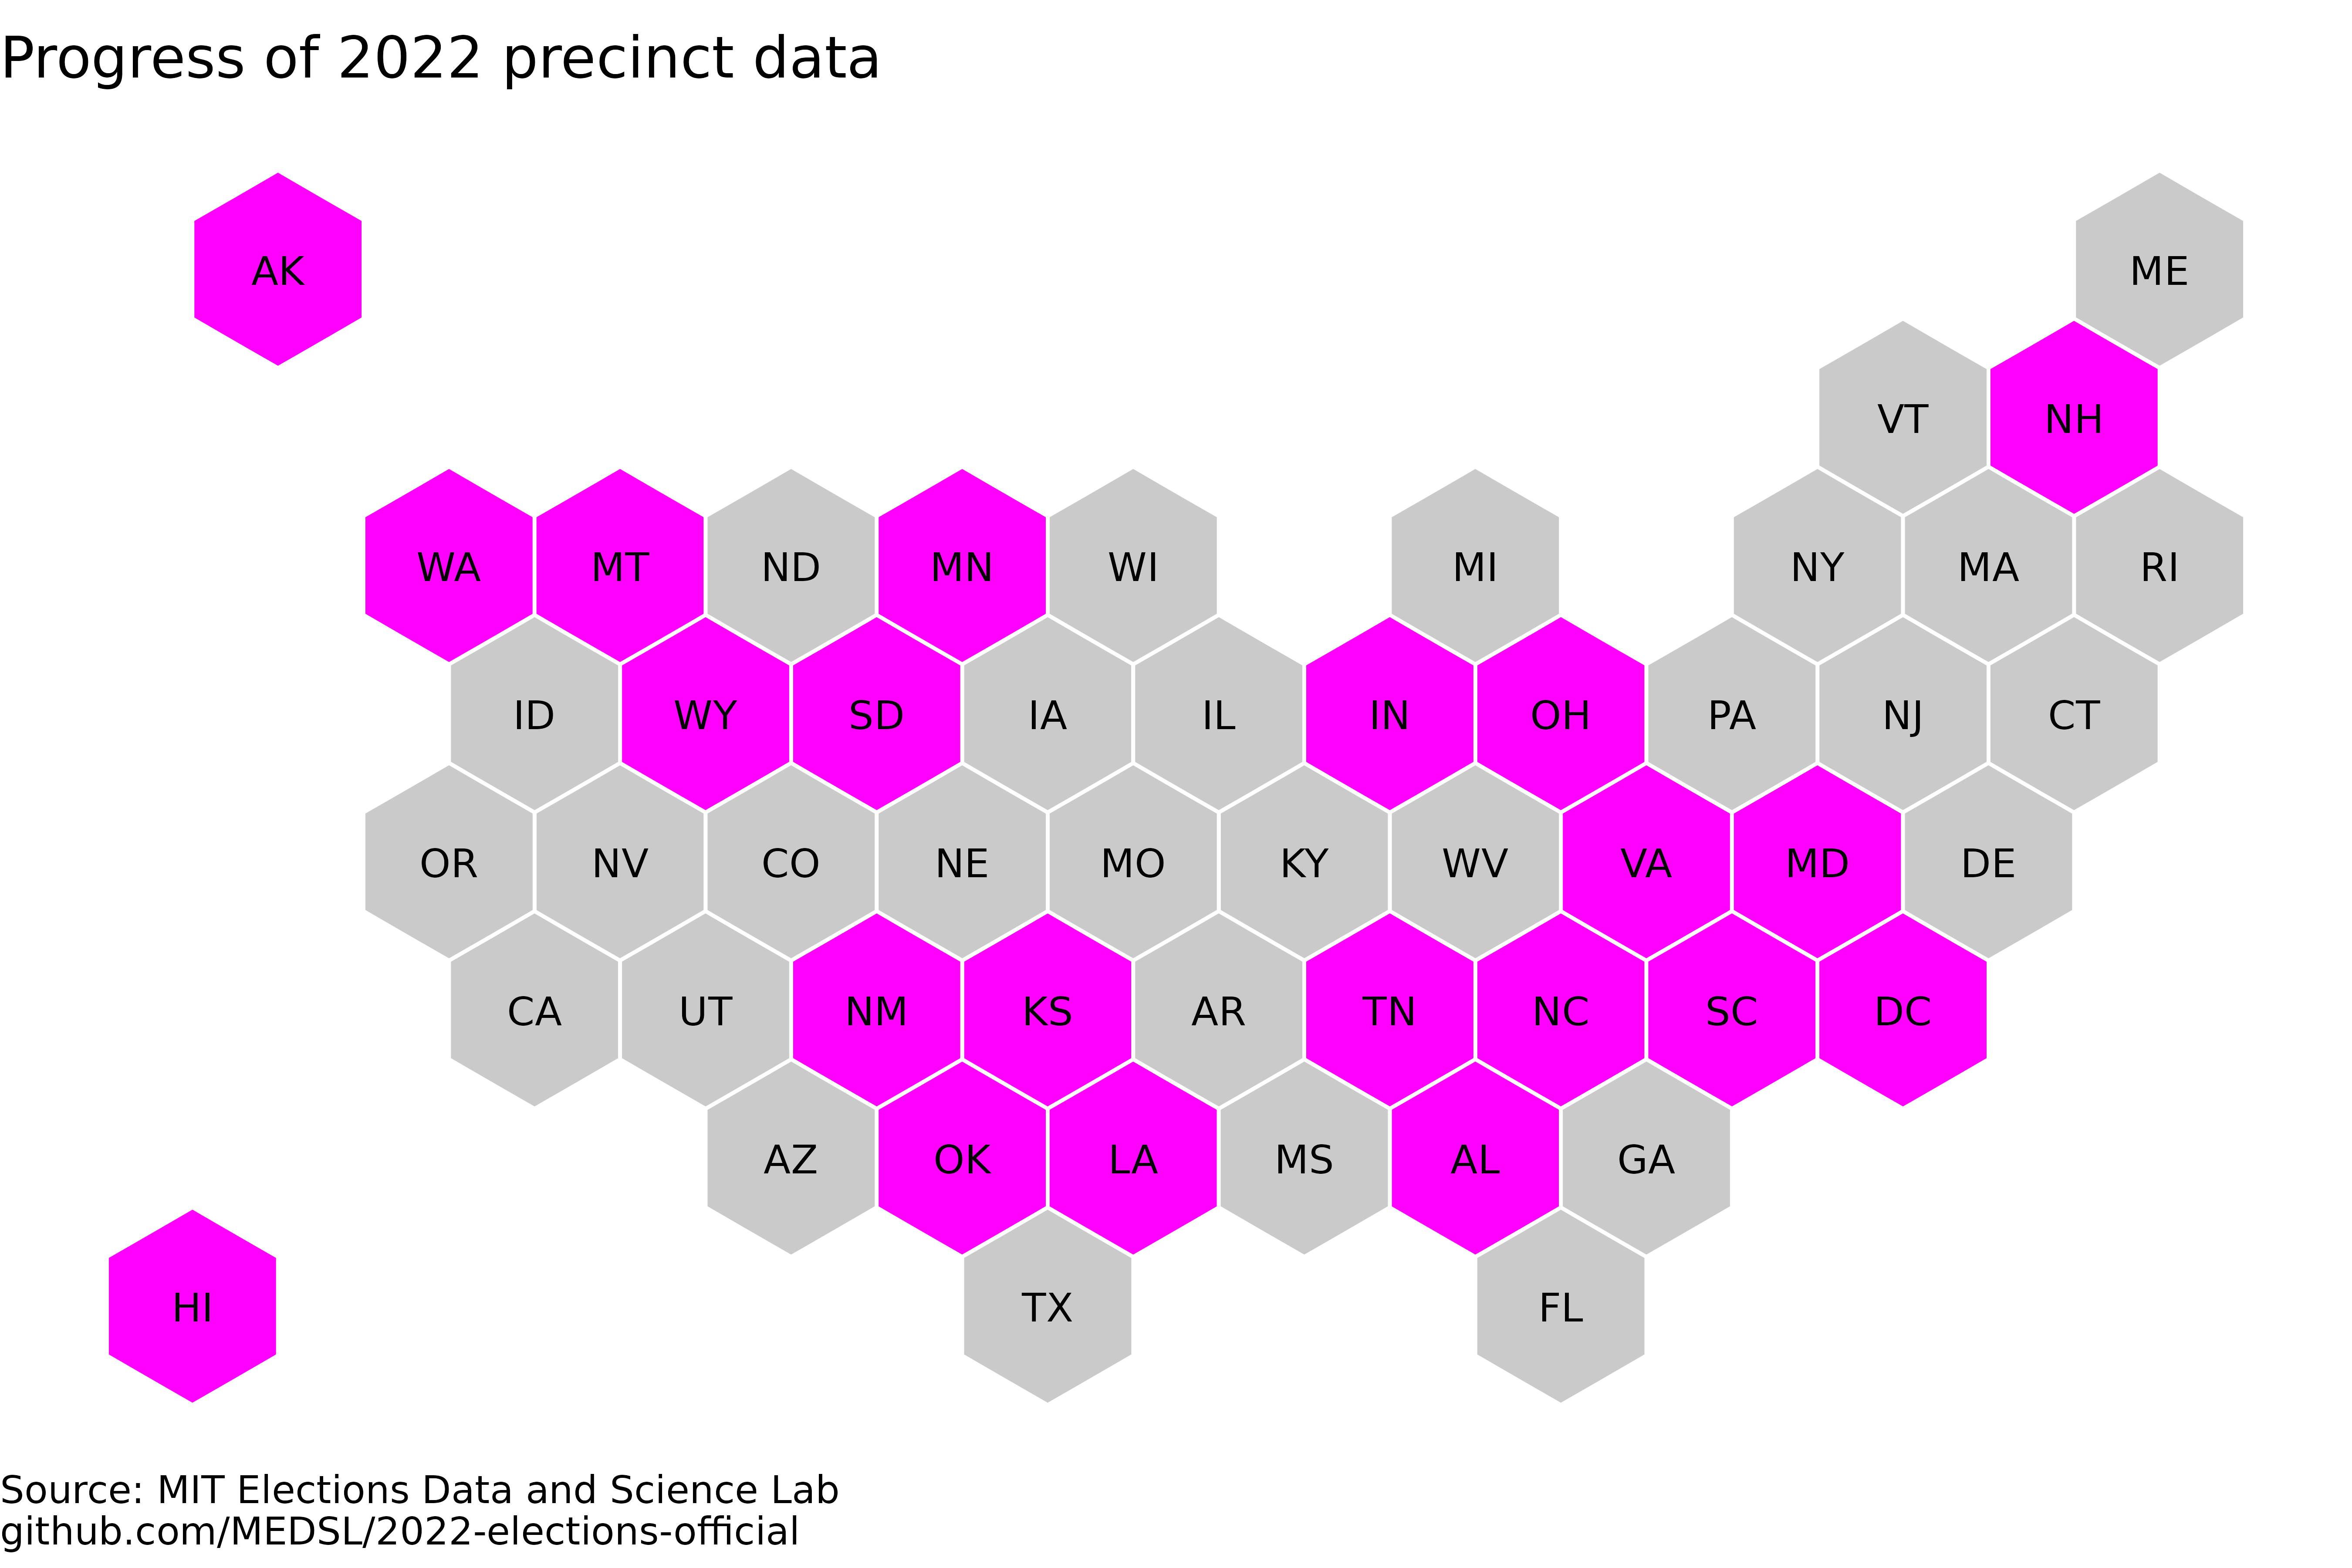 Progress of 2022 precinct data
AK
ME
VT NH
WA MT ND MN WI MI NY MA RI
ID WY SD IA IL IN OH PA NJ CT
OR NV CO NE MO KY WV VA MD DE
CA UT NM KS AR TN NC SC DC
AZ OK LA MS AL GA
HI TX FL
Source: MIT Elections Data and Science Lab
github.com/MEDSL/2022-elections-official